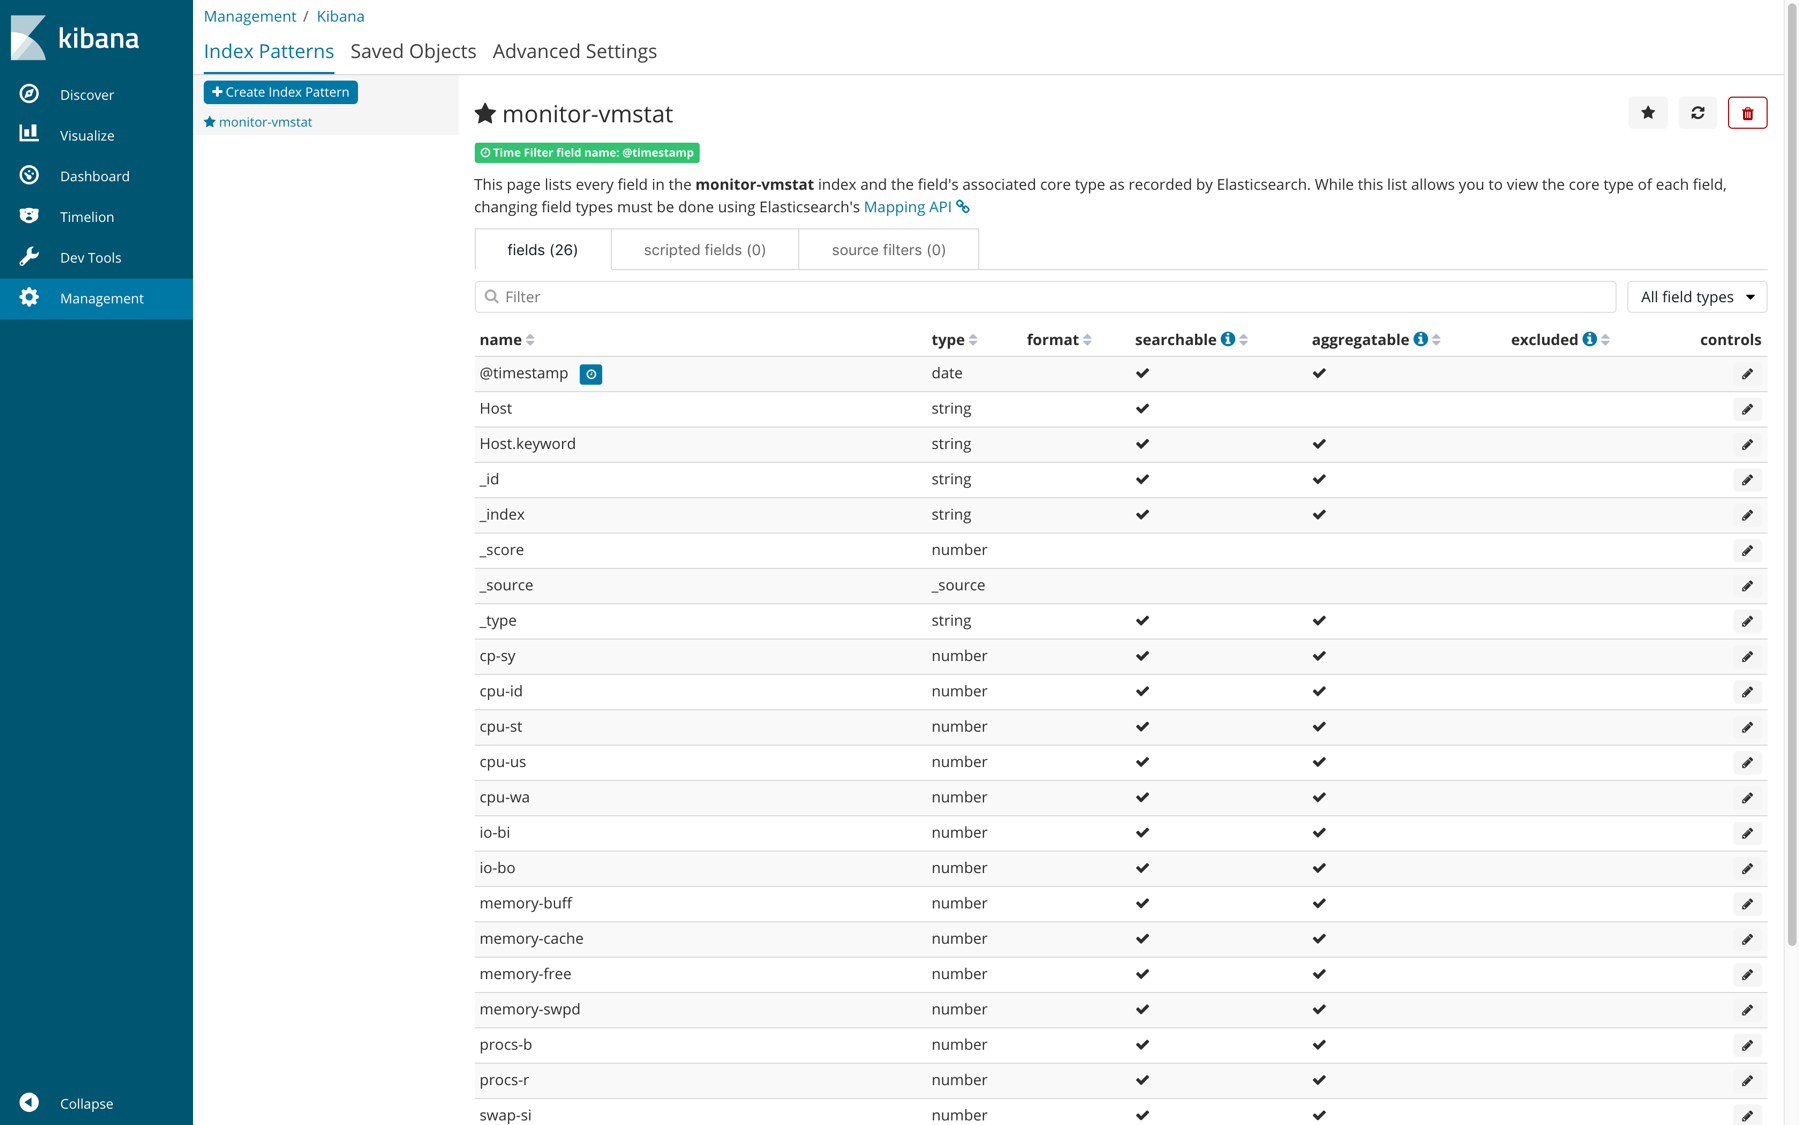 kibana
Discover
Visualize
Dashboard
Timelion
Dev Tools
Management
Collapse
Management / Kibana
Index Patterns Saved Objects Advanced Settings
Create Index Pattern
monitor-vmstat
monitor-vmstat
Time Filter field name: @timestamp
This page lists every field in the monitor-vmstat index and the field's associated core type as recorded by Elasticsearch. While this list allows you to view the core type of each field,
changing field types must be done using Elasticsearch's Mapping API
fields (26) scripted fields (0) source filters (0)
Filter All field types
name type format searchable aggregatable excluded controls
@timestamp date
Host string
Host.keyword string
_id string
_index string
_score number
_source _source
_type string
cp-sy number
cpu-id number
cpu-st number
cpu-us number
cpu-wa number
io-bi number
io-bo number
memory-buff number
memory-cache number
memory-free number
memory-swpd number
procs-b number
procs-r number
swap-si number